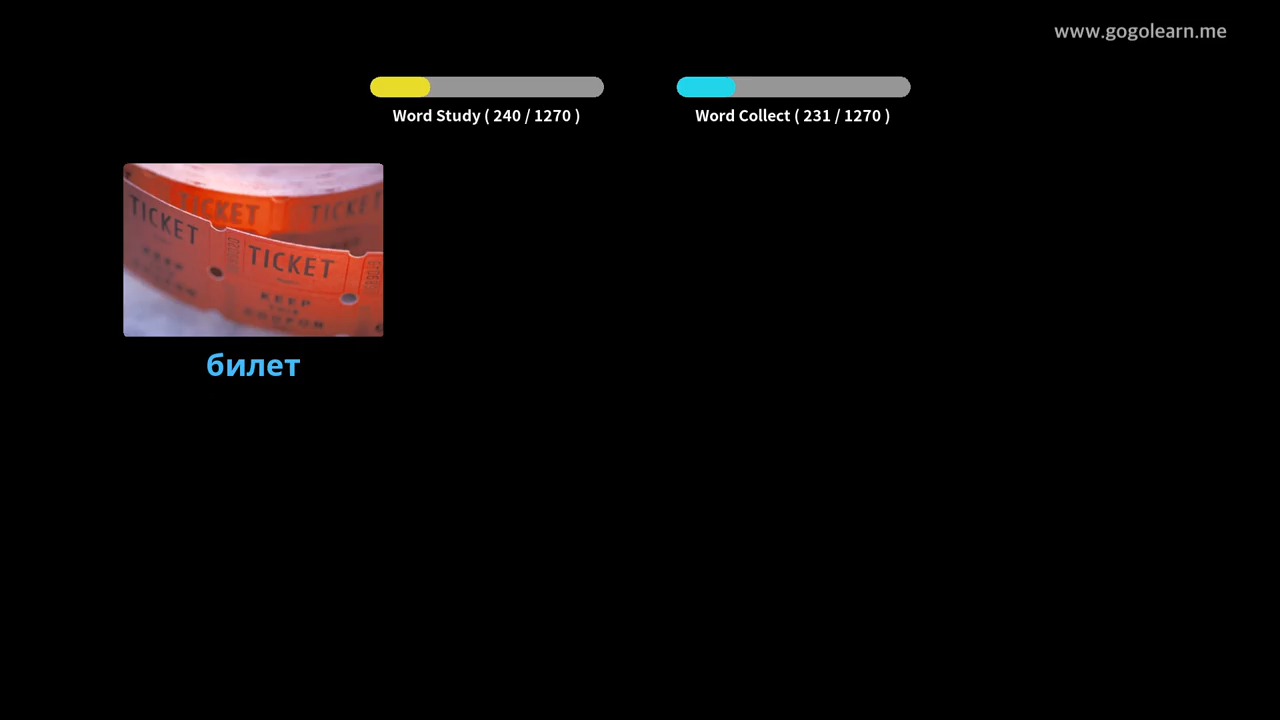 www.gogolearn.me
Word Study ( 240 / 1270 )
Word Collect ( 231 / 1270 )
TICKET
TICKET
TICKET
TICKET
KEEP
билет